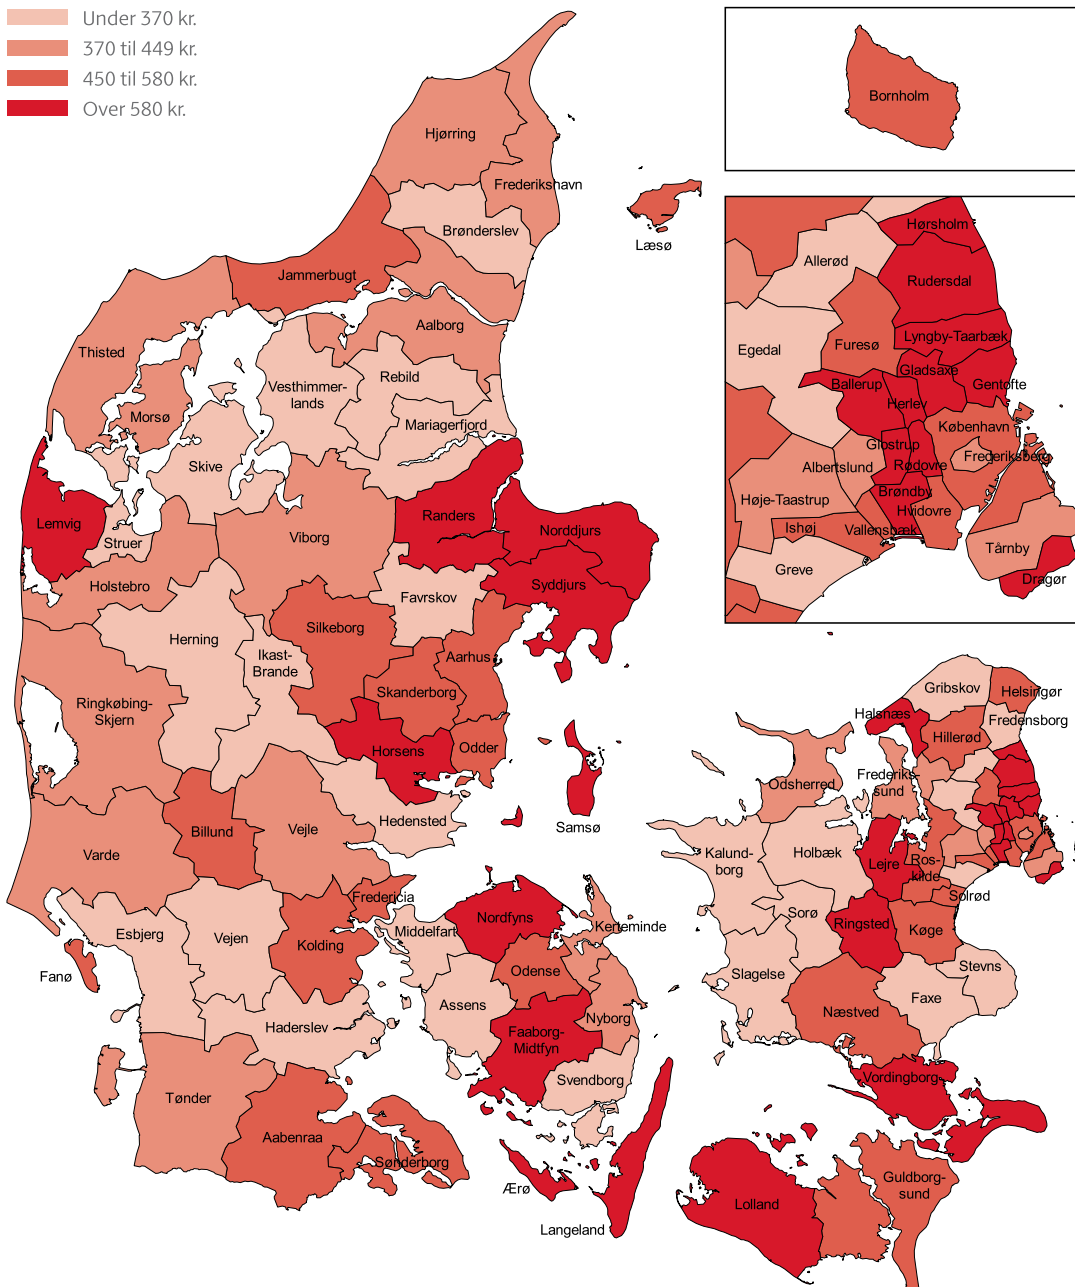 Under 370 kr.
370 til 449 kr.
450 til 580 kr.
Over 580 kr.
Bornholm
Hjørring
Frederikshavn
Brønderslev
Læsø
Jammerbugt
Aalborg
Thisted
Rebild
Vesthimmer-
lands
Morsø
Mariagerfjord
Skive
Lemvig
Randers
Norddjurs
Viborg
Struer
Holstebro
Syddjurs
Favrskov
Silkeborg
Herning
Ikast-
Brande
Aarhus
Skanderborg
Ringkøbing-
Skjern
Horsens
Odder
Samsø
Hedensted
Billund
Vejle
Varde
Fredericia
Nordfyns
Middelfart
Kerteminde
Esbjerg
Vejen
Kolding
Fanø
Odense
Assens
Nyborg
Haderslev
Faaborg-
Midtfyn
Svendborg
Tønder
Aabenraa
Sønderborg
Ærø
Langeland
Hørsholm
Allerød
Rudersdal
Lyngby-Taarbæk
Furesø
Egedal
Gladsaxe
Ballerup
Gentofte
Herlev
København
Glostrup
Frederiksberg
Albertslund
Rødovre
Brøndby
Høje-Taastrup
Hvidovre
Ishøj
Vallensbæk
Tårnby
Greve
Dragør
Gribskov
Helsingør
Halsnæs
Fredensborg
Hillerød
Frederiks-
sund
Odsherred
Kalund-
borg
Holbæk
Lejre
Ros-
kilde
Solrød
Sorø
Ringsted
Køge
Slagelse
Stevns
Faxe
Næstved
Vordingborg
Guldborg-
sund
Lolland